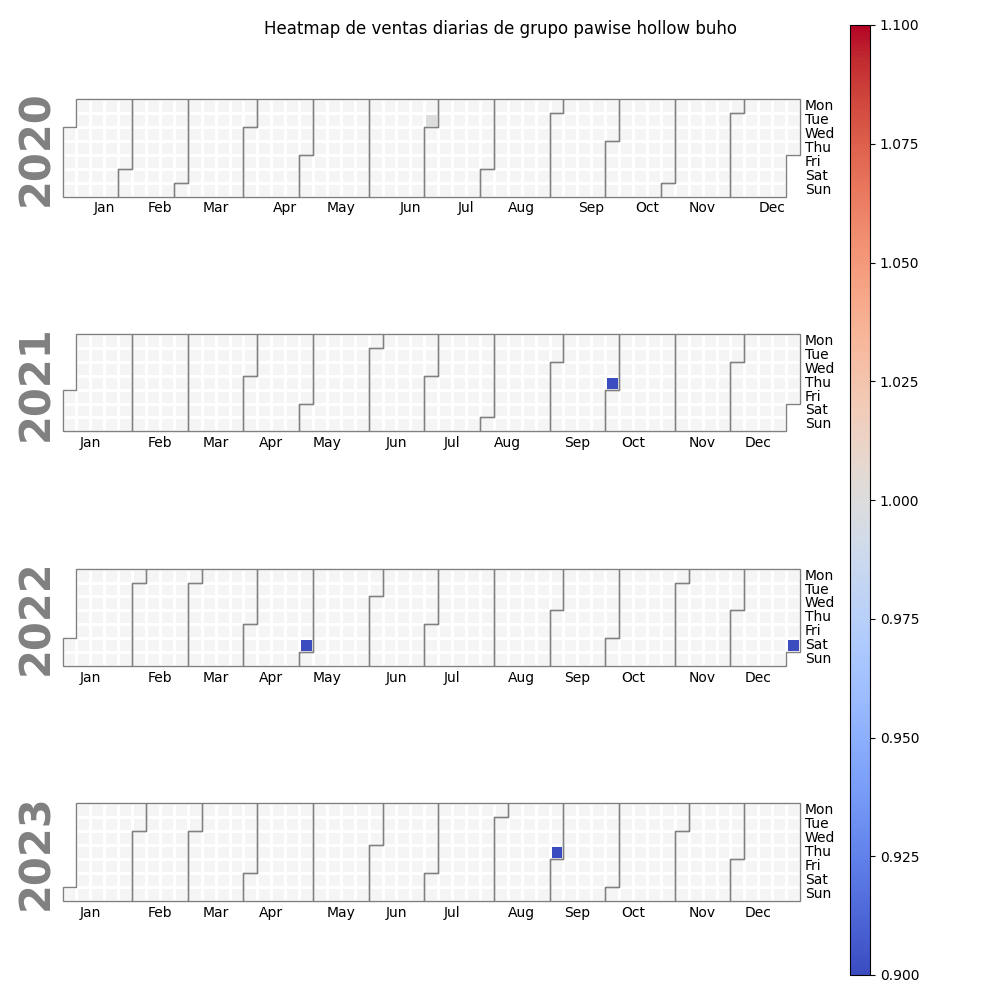 Heatmap de ventas diarias de grupo pawise hollow buho
2020
Mon
Tue
Wed
Thu
Fri
Sat
Sun
Jan Feb Mar Apr May Jun Jul Aug Sep Oct Nov Dec
2021
Mon
Tue
Wed
Thu
Fri
Sat
Sun
Jan Feb Mar Apr May Jun Jul Aug Sep Oct Nov Dec
2022
Mon
Tue
Wed
Thu
Fri
Sat
Sun
Jan Feb Mar Apr May Jun Jul Aug Sep Oct Nov Dec
2023
Mon
Tue
Wed
Thu
Fri
Sat
Sun
Jan Feb Mar Apr May Jun Jul Aug Sep Oct Nov Dec
1.100
1.075
1.050
1.025
1.000
0.975
0.950
0.925
0.900